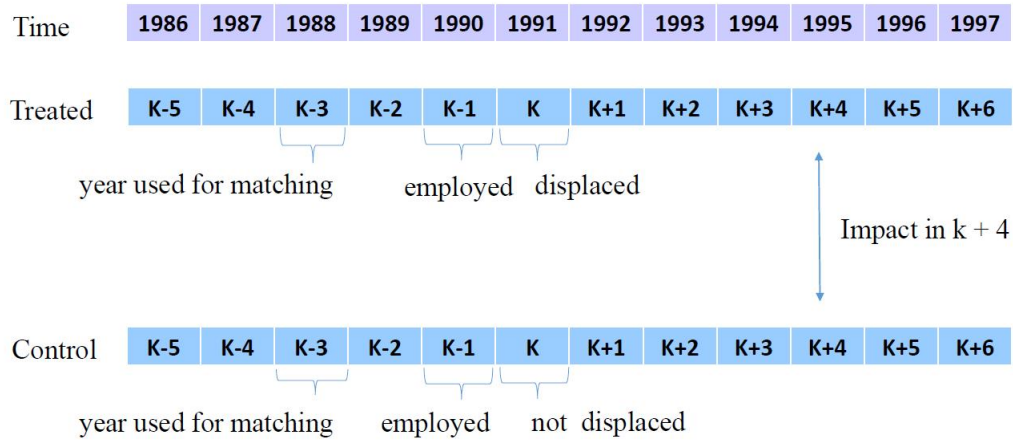 Time 1986 1987 1988 1989 1990 1991 1992 1993 1994 1995 1996 1997
Treated K-5 K-4 K-3 K-2 K-1 K K+1 K+2 K+3 K+4 K+5 K+6
year used for matching employed displaced
Impact in k + 4
Control K-5 K-4 K-3 K-2 K-1 K K+1 K+2 K+3 K+4 K+5 K+6
year used for matching employed not displaced